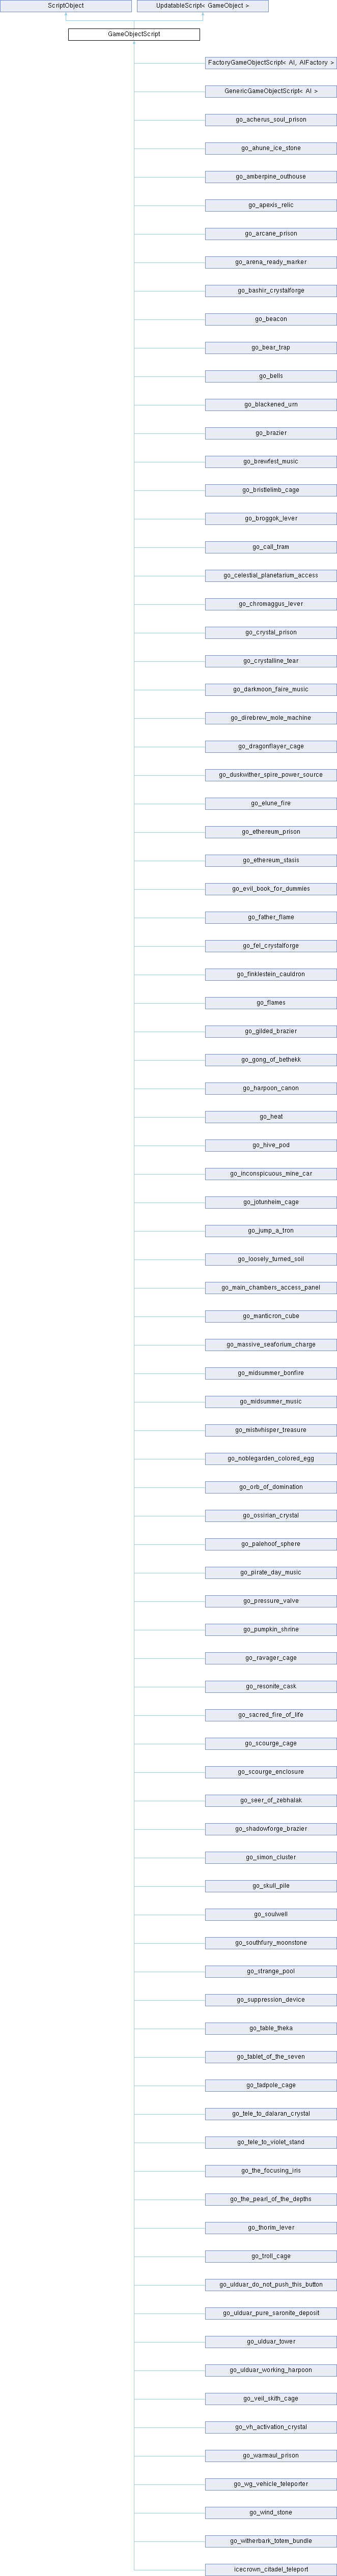 ScriptObject
UpdatableScript< GameObject >
GameObjectScript
FactoryGameObjectScript< AI, AIFactory >
GenericGameObjectScript< AI >
go_acherus_soul_prison
go_ahune_ice_stone
go_amberpine_outhouse
go_apexis_relic
go_arcane_prison
go_arena_ready_marker
go_bashir_crystalforge
go_beacon
go_bear_trap
go_bells
go_blackened_urn
go_brazier
go_brewfest_music
go_bristlelimb_cage
go_broggok_lever
go_call_tram
go_celestial_planetarium_access
go_chromaggus_lever
go_crystal_prison
go_crystalline_tear
go_darkmoon_faire_music
go_direbrew_mole_machine
go_dragonflayer_cage
go_duskwither_spire_power_source
go_elune_fire
go_ethereum_prison
go_ethereum_stasis
go_evil_book_for_dummies
go_father_flame
go_fel_crystalforge
go_finklestein_cauldron
go_flames
go_gilded_brazier
go_gong_of_bethekk
go_harpoon_canon
go_heat
go_hive_pod
go_inconspicuous_mine_car
go_jotunheim_cage
go_jump_a_tron
go_loosely_turned_soil
go_main_chambers_access_panel
go_manticron_cube
go_massive_seaforium_charge
go_midsummer_bonfire
go_midsummer_music
go_mistwhisper_treasure
go_noblegarden_colored_egg
go_orb_of_domination
go_ossirian_crystal
go_palehoof_sphere
go_pirate_day_music
go_pressure_valve
go_pumpkin_shrine
go_ravager_cage
go_resonite_cask
go_sacred_fire_of_life
go_scourge_cage
go_scourge_enclosure
go_seer_of_zebhalak
go_shadowforge_brazier
go_simon_cluster
go_skull_pile
go_soulwell
go_southfury_moonstone
go_strange_pool
go_suppression_device
go_table_theka
go_tablet_of_the_seven
go_tadpole_cage
go_tele_to_dalaran_crystal
go_tele_to_violet_stand
go_the_focusing_iris
go_the_pearl_of_the_depths
go_thorim_lever
go_troll_cage
go_ulduar_do_not_push_this_button
go_ulduar_pure_saronite_deposit
go_ulduar_tower
go_ulduar_working_harpoon
go_veil_skith_cage
go_vh_activation_crystal
go_warmaul_prison
go_wg_vehicle_teleporter
go_wind_stone
go_witherbark_totem_bundle
icecrown_citadel_teleport